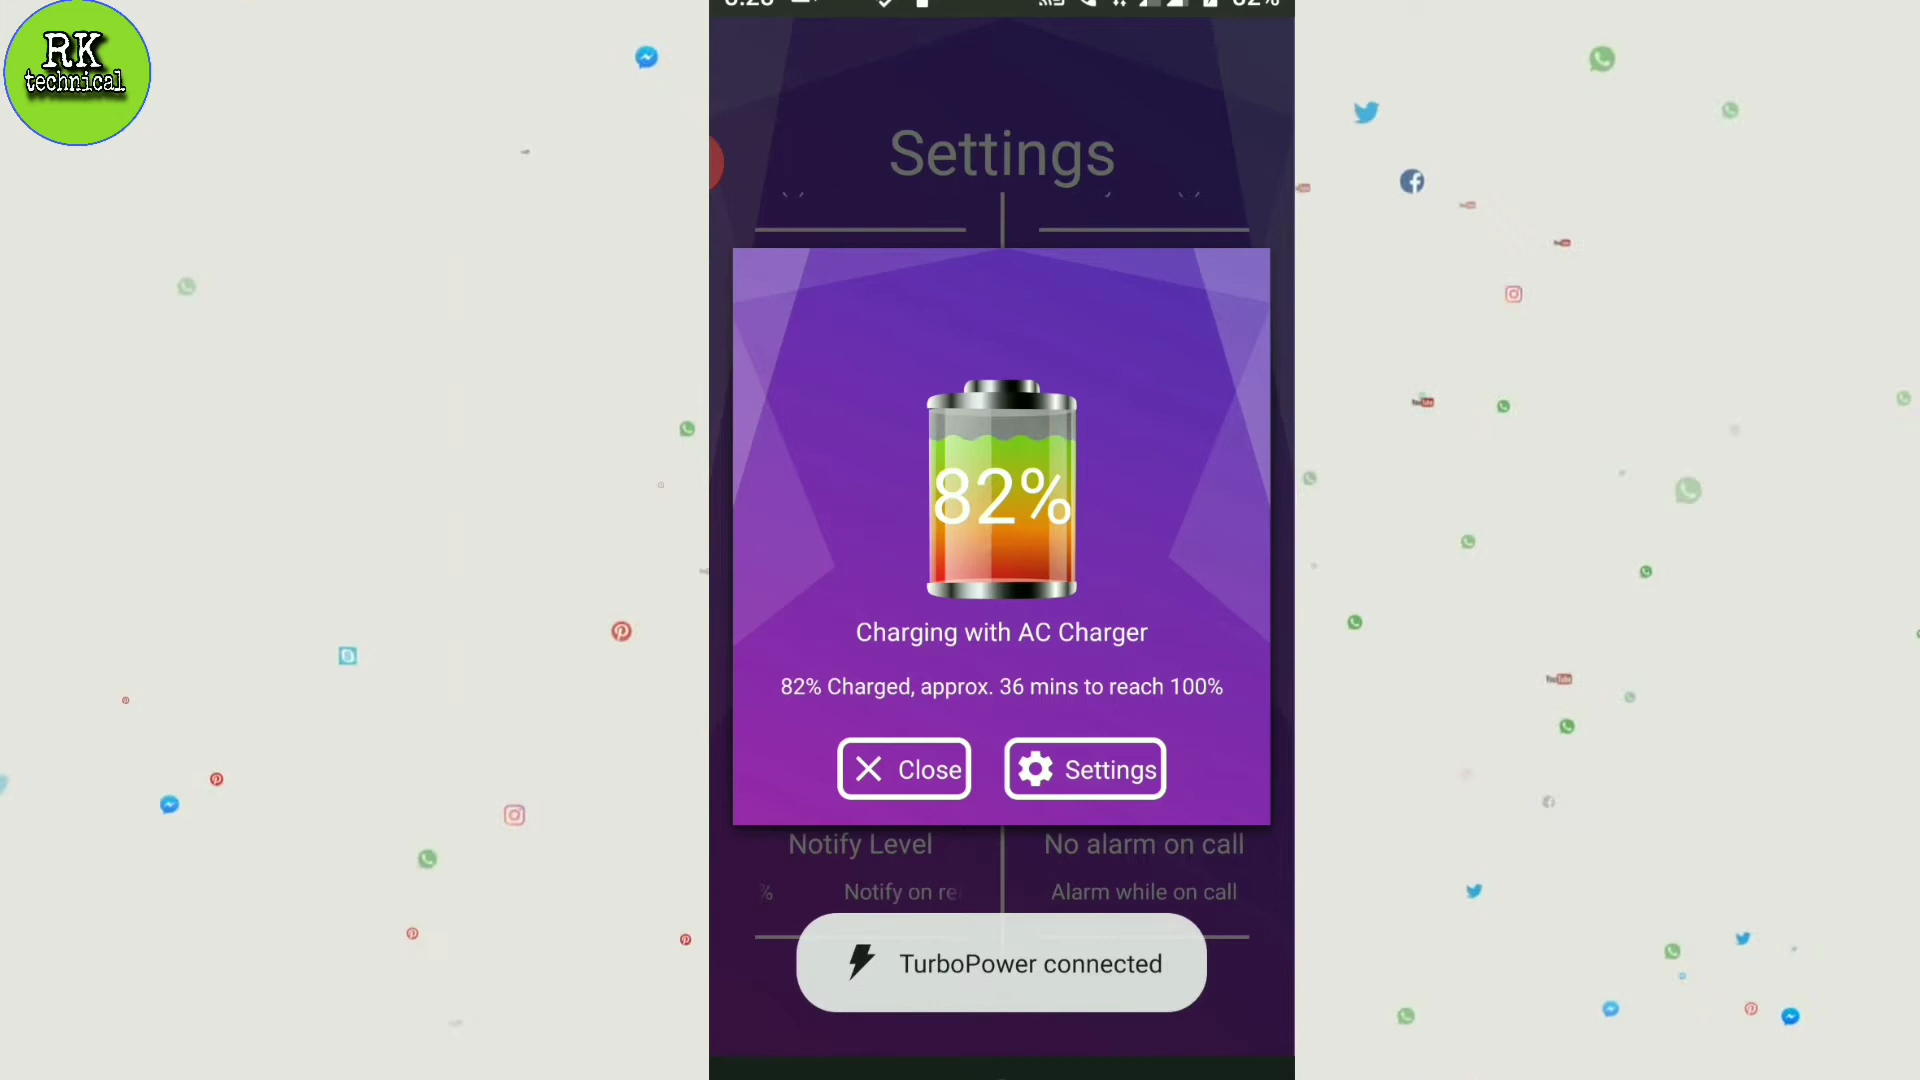 RK
technical
82%
Settings
82%
Charging with AC Charger
82% Charged, approx. 36 mins to reach 100%
Close
Settings
Notify Level
No alarm on call
% Notify on re
Alarm while on call
TurboPower connected